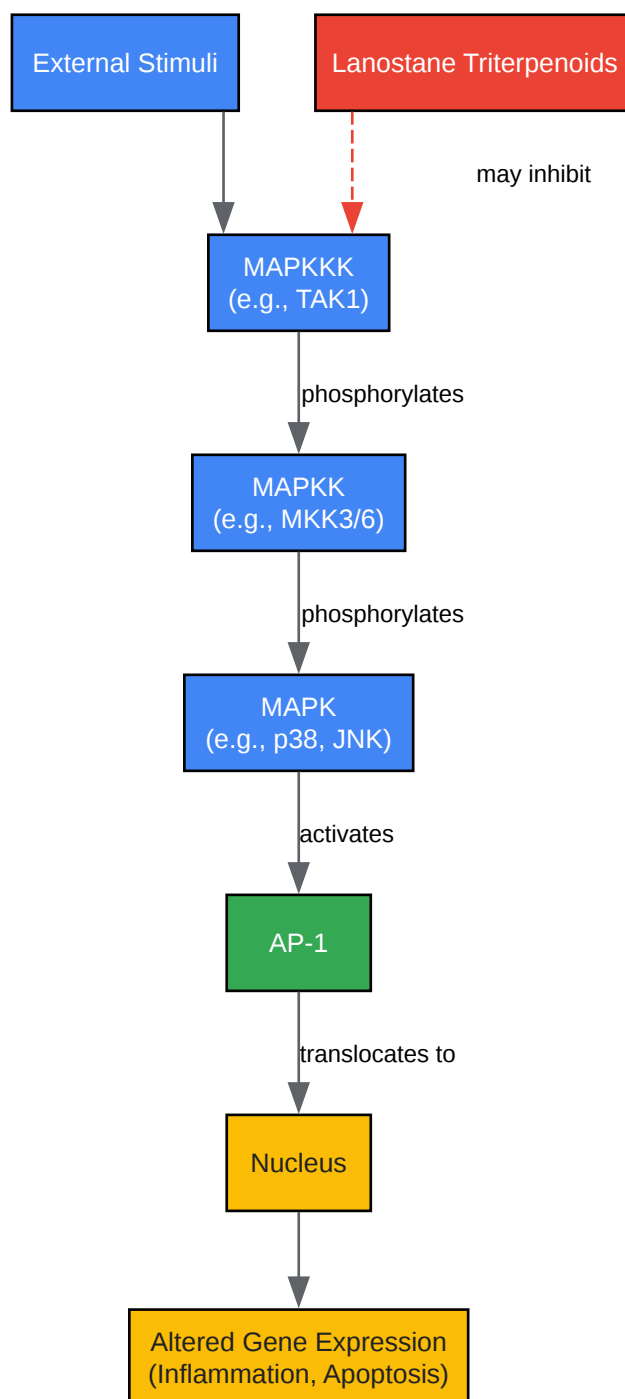 External Stimuli
Lanostane Triterpenoids
may inhibit
MAPKKK
(e.g., TAK1)
phosphorylates
MAPKK
(e.g., MKK3/6)
phosphorylates
MAPK
(e.g., p38, JNK)
activates
AP-1
translocates to
Nucleus
Altered Gene Expression
(Inflammation, Apoptosis)